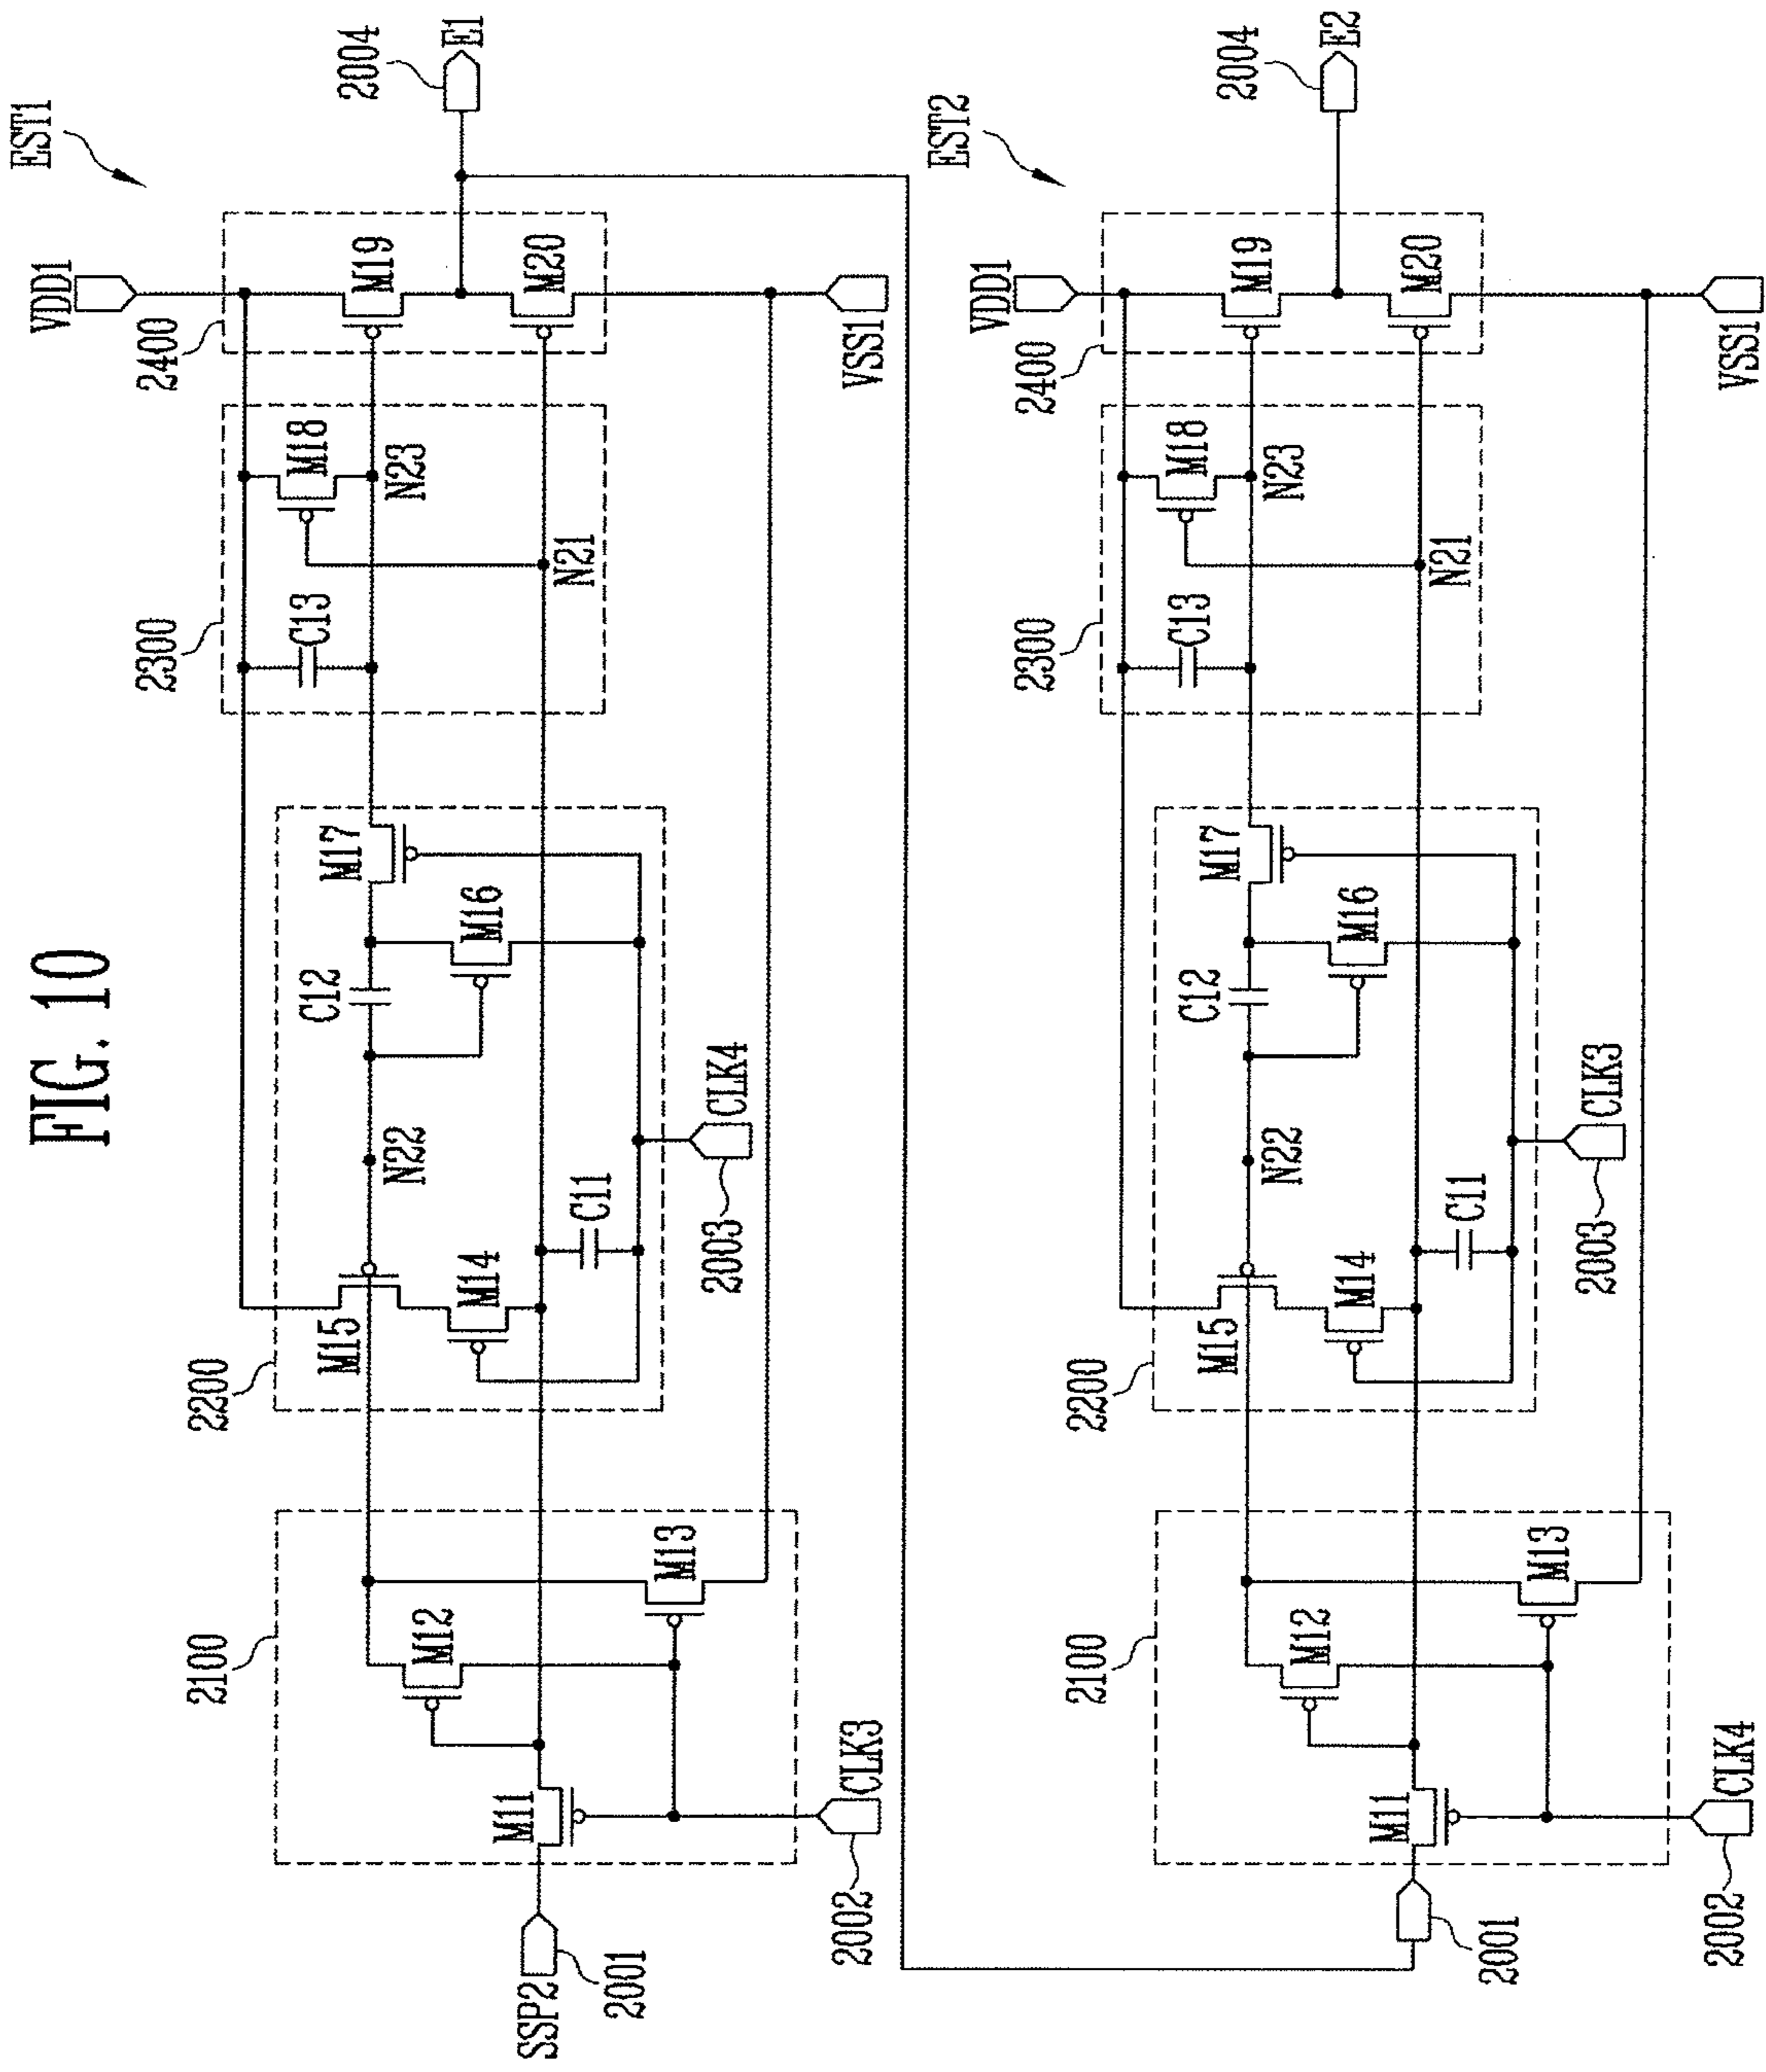 FIG. 10
EST1
VDD1
2400
M19
M20
2004
E1
VSS1
2300
C13
M18
N23
N21
2200
M15
M14
N22
C12
M16
M17
C11
2003
CLK4
2100
M12
M13
M11
SSP2
2001
2002
CLK3
EST2
VDD1
2400
M19
M20
2004
E2
VSS1
2300
C13
M18
N23
N21
2200
M15
M14
N22
C12
M16
M17
C11
2003
CLK3
2100
M12
M13
M11
2001
2002
CLK4